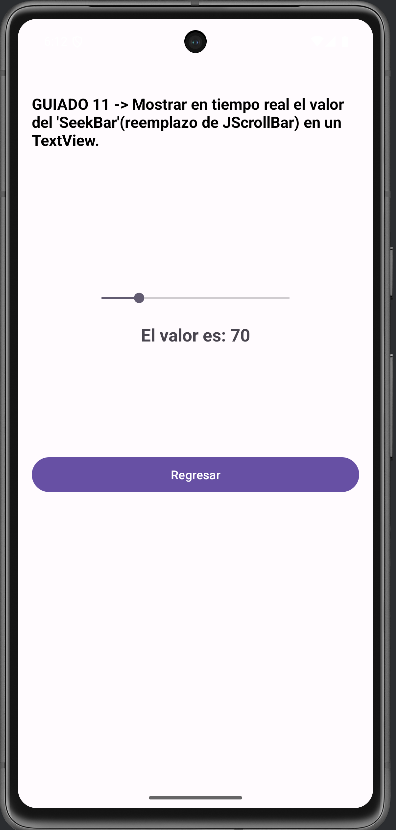 GUIADO 11 -> Mostrar en tiempo real el valor
del 'SeekBar'(reemplazo de JScrollBar) en un
TextView.
El valor es: 70
Regresar